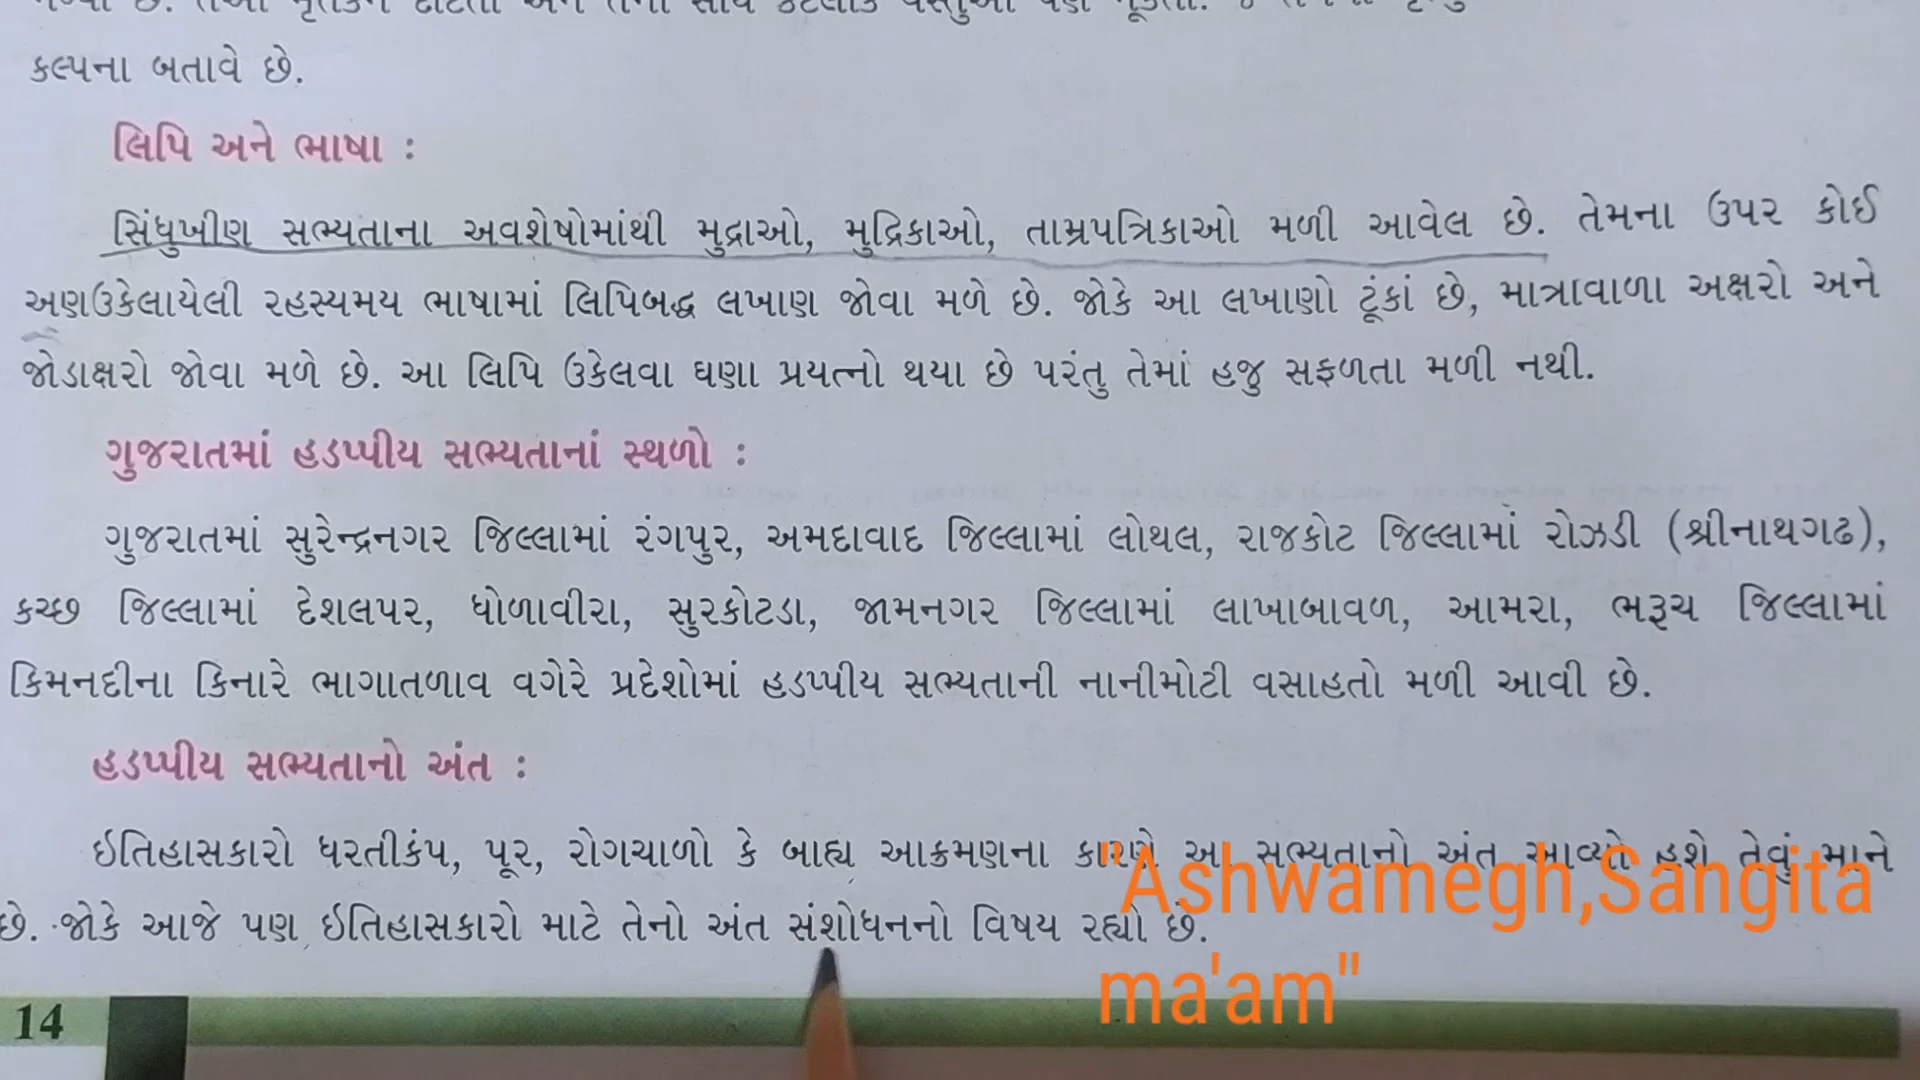 કલ્પના બતાવે છે.
લિપિ અને ભાષા :
સિંધુખીણ સભ્યતાના અવશેષોમાંથી મુદ્રાઓ, મુદ્રિકાઓ, તામ્રપત્રિકાઓ મળી આવેલ છે. તેમના ઉપર કોઈ
અણઉકેલાયેલી રહસ્યમય ભાષામાં લિપિબદ્ધ લખાણ જોવા મળે છે. જોકે આ લખાણો ટૂંકાં છે, માત્રાવાળા અક્ષરો અને
જોડાક્ષરો જોવા મળે છે. આ લિપિ ઉકેલવા ઘણા પ્રયત્નો થયા છે પરંતુ તેમાં હજુ સફળતા મળી નથી.
ગુજરાતમાં હડપ્પીય સભ્યતાનાં સ્થળો :
ગુજરાતમાં સુરેન્દ્રનગર જિલ્લામાં રંગપુર, અમદાવાદ જિલ્લામાં લોથલ, રાજકોટ જિલ્લામાં રોઝડી (શ્રીનાથગઢ),
કચ્છ જિલ્લામાં દેશલપર, ધોળાવીરા, સુરકોટડા, જામનગર જિલ્લામાં લાખાબાવળ, આમરા, ભરૂચ જિલ્લામાં
કિમનદીના કિનારે ભાગાતળાવ વગેરે પ્રદેશોમાં હડપ્પીય સભ્યતાની નાનીમોટી વસાહતો મળી આવી છે.
હડપ્પીય સભ્યતાનો અંત :
ઇતિહાસકારો ધરતીકંપ, પૂર, રોગચાળો કે બાહ્ય આક્રમણના કારણે આ સભ્યતાનો અંત આવ્યો હશે તેવું માને
છે. જોકે આજે પણ ઇતિહાસકારો માટે તેનો અંત સંશોધનનો વિષય રહ્યો છે.
"Ashwamegh,Sangita
ma'am"
14